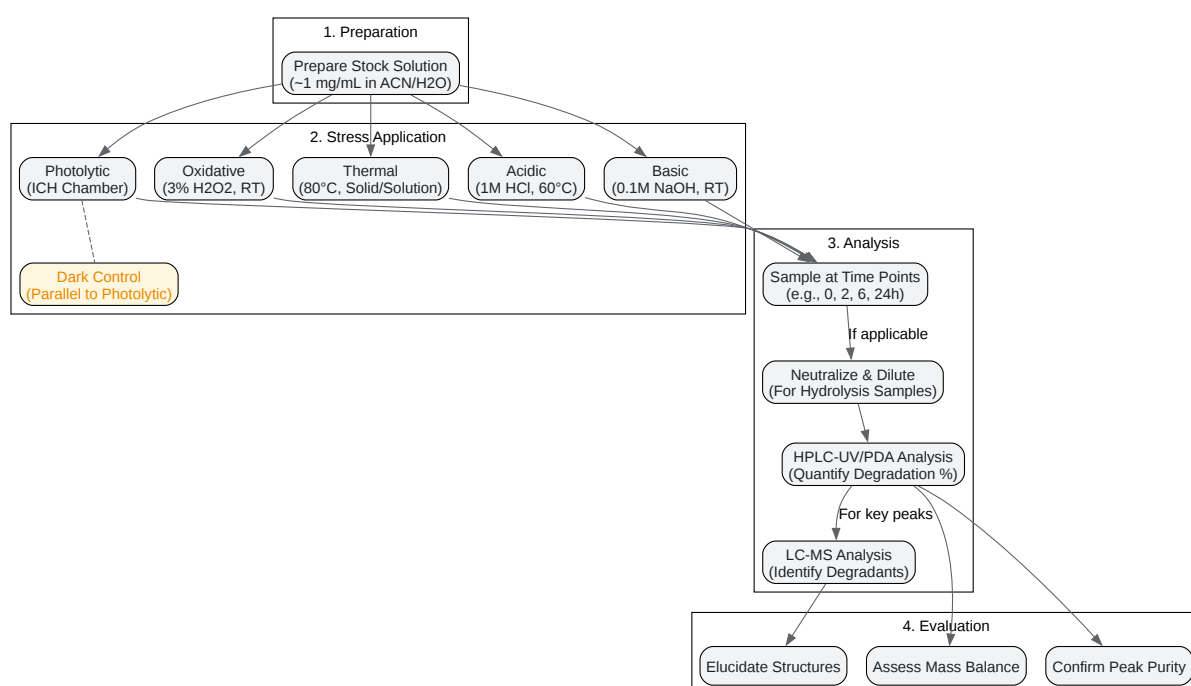 1. Preparation
Prepare Stock Solution
(~1 mg/mL in ACN/H2O)
2. Stress Application
Photolytic
(ICH Chamber)
Oxidative
(3% H2O2, RT)
Thermal
(80°C, Solid/Solution)
Acidic
(1M HCl, 60°C)
Basic
(0.1M NaOH, RT)
Dark Control
(Parallel to Photolytic)
3. Analysis
Sample at Time Points
(e.g., 0, 2, 6, 24h)
If applicable
Neutralize & Dilute
(For Hydrolysis Samples)
HPLC-UV/PDA Analysis
(Quantify Degradation %)
For key peaks
LC-MS Analysis
(Identify Degradants)
4. Evaluation
Elucidate Structures
Assess Mass Balance
Confirm Peak Purity